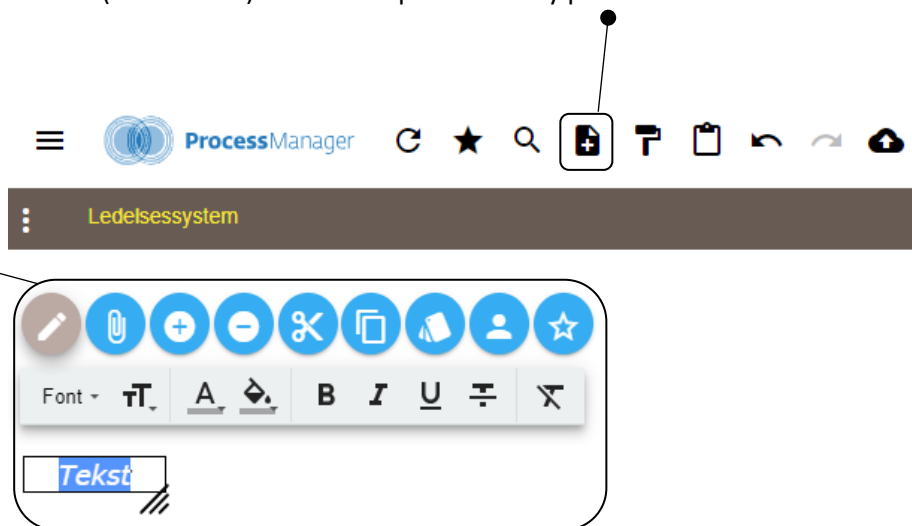 ProcessManager
Ledelsessystem
Font
A
B I U
Tekst